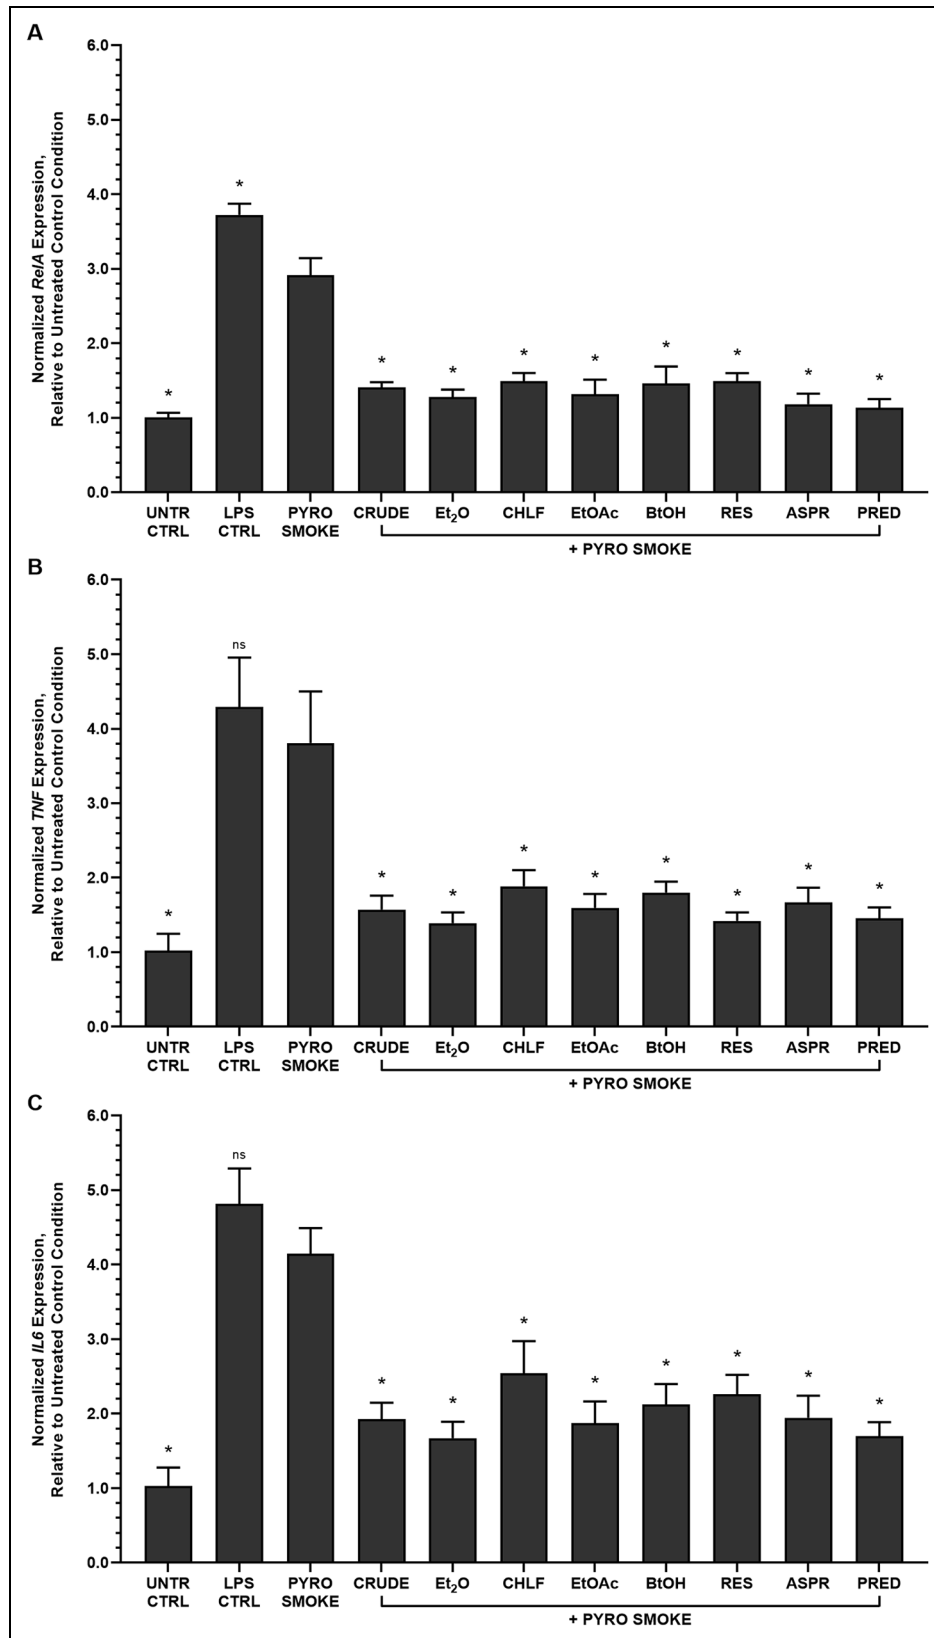 A
Normalized RelA Expression,
Relative to Untreated Control Condition
6.0
5.0
4.0
3.0
2.0
1.0
0.0
*
*
*
*
*
*
*
*
*
*
UNTR CTRL
LPS CTRL
PYRO SMOKE
CRUDE
Et₂O
CHLF
EtOAc
BtOH
RES
ASPR
PRED
+ PYRO SMOKE
B
Normalized TNF Expression,
Relative to Untreated Control Condition
6.0
5.0
4.0
3.0
2.0
1.0
0.0
*
ns
*
*
*
*
*
*
*
*
UNTR CTRL
LPS CTRL
PYRO SMOKE
CRUDE
Et₂O
CHLF
EtOAc
BtOH
RES
ASPR
PRED
+ PYRO SMOKE
C
Normalized IL6 Expression,
Relative to Untreated Control Condition
6.0
5.0
4.0
3.0
2.0
1.0
0.0
*
ns
*
*
*
*
*
*
*
*
UNTR CTRL
LPS CTRL
PYRO SMOKE
CRUDE
Et₂O
CHLF
EtOAc
BtOH
RES
ASPR
PRED
+ PYRO SMOKE